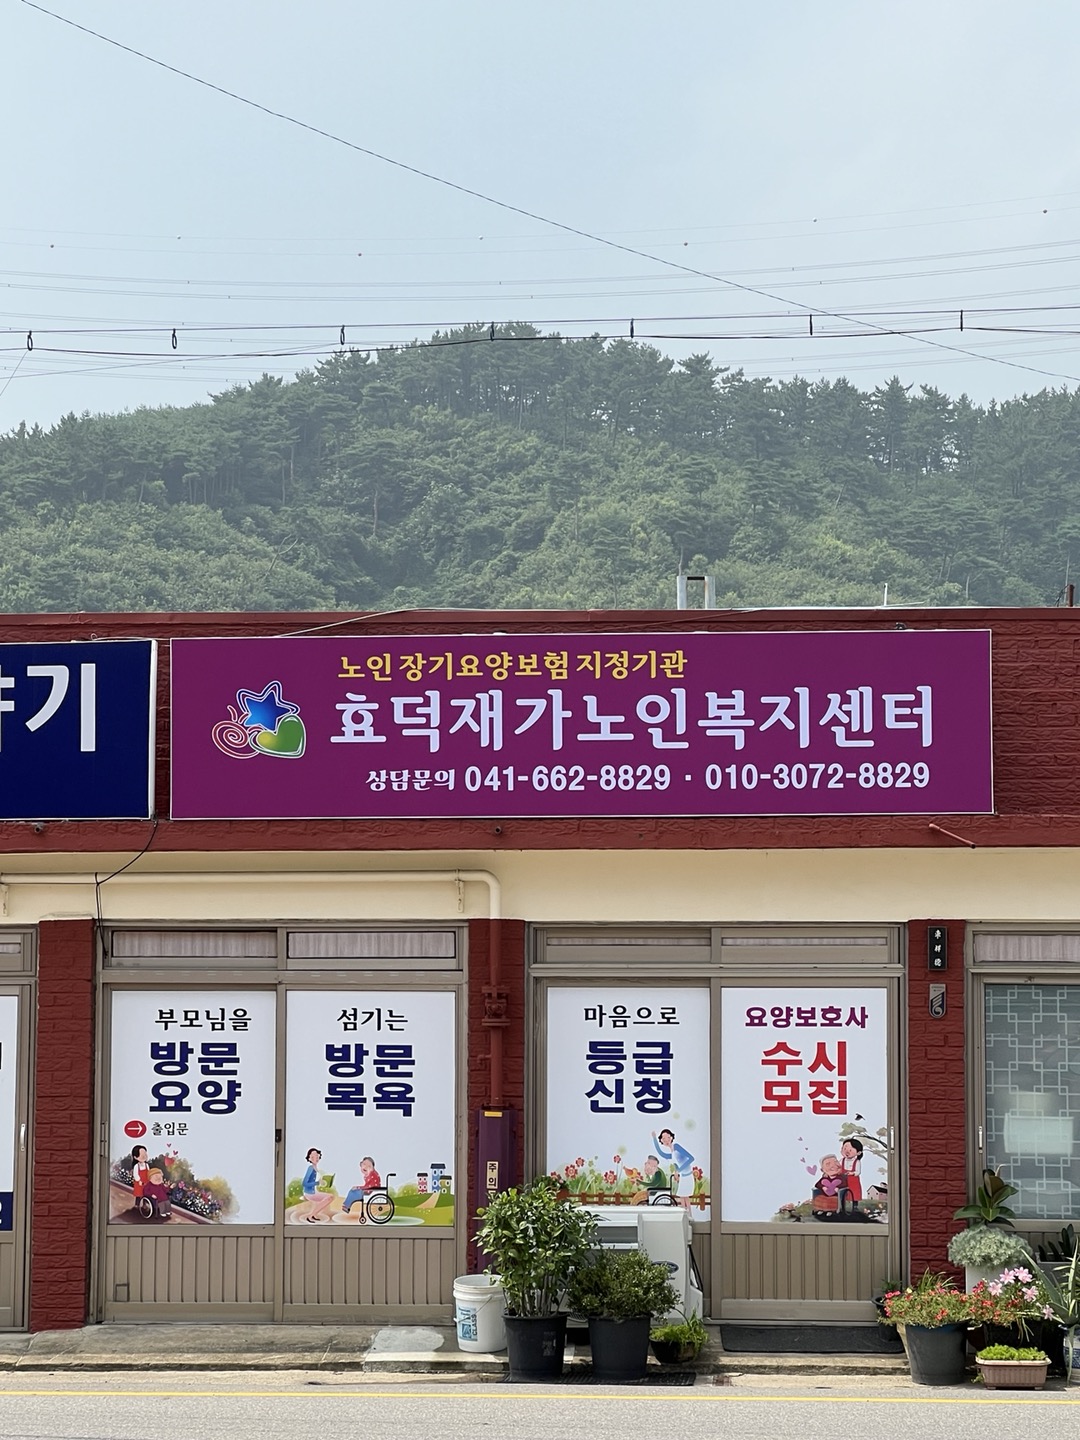 기
노인장기요양보험 지정기관
효덕재가노인복지센터
상담문의 041-662-8829 · 010-3072-8829
부모님을
방문
요양
출입문
섬기는
방문
목욕
마음으로
등급
신청
요양보호사
수시
모집
주의